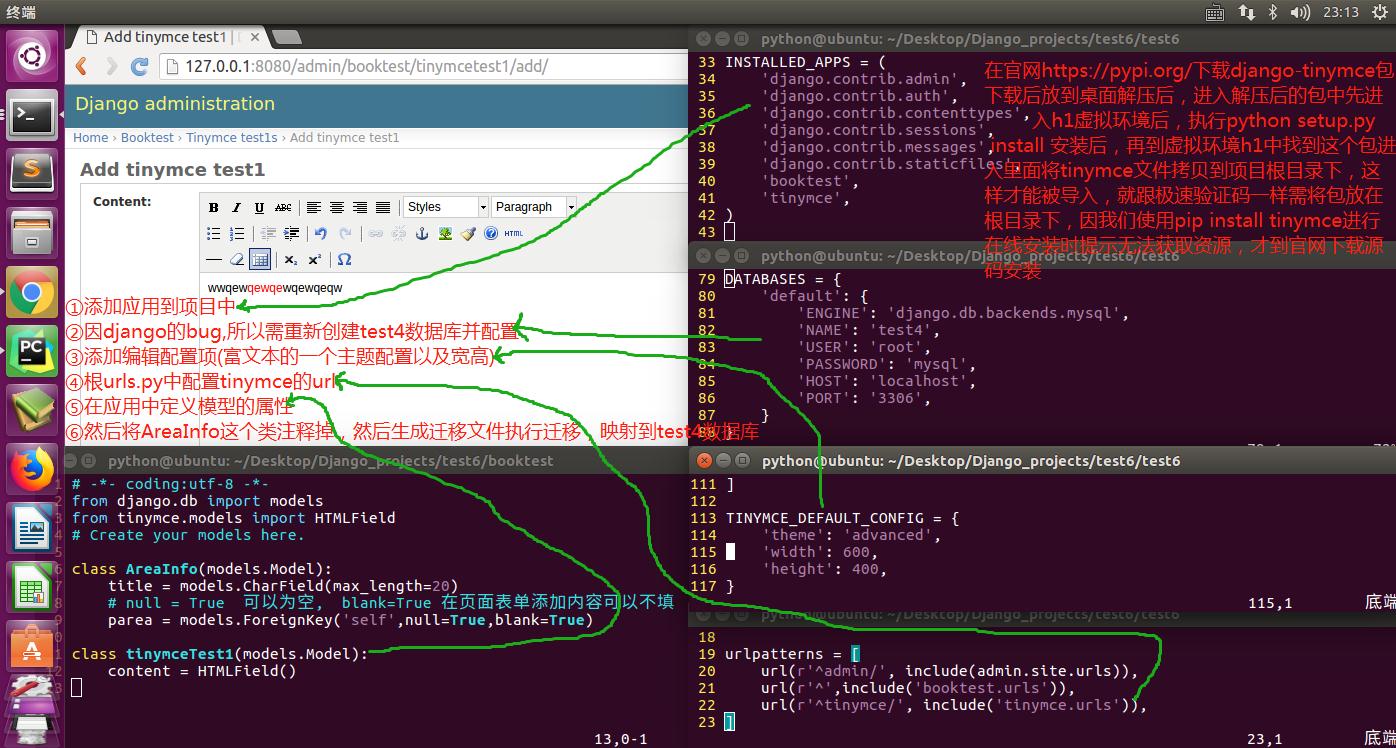 终端
23:13
Add tinymce test1 | D
127.0.0.1:8080/admin/booktest/tinymcetest1/add/
Django administration
Home › Booktest › Tinymce test1s › Add tinymce test1
Add tinymce test1
Content:
B I U ABC Styles Paragraph
HTML
wwqewqewqewqewqeqw
①添加应用到项目中
②因django的bug,所以需重新创建test4数据库并配置
③添加编辑配置项(富文本的一个主题配置以及宽高)
④根urls.py中配置tinymce的url
⑤在应用中定义模型的属性
⑥然后将AreaInfo这个类注释掉，然后生成迁移文件执行迁移 映射到test4数据库
python@ubuntu: ~/Desktop/Django_projects/test6/booktest
1 # -*- coding:utf-8 -*-
2 from django.db import models
3 from tinymce.models import HTMLField
4 # Create your models here.
5
6 class AreaInfo(models.Model):
7 title = models.CharField(max_length=20)
8 # null = True 可以为空, blank=True 在页面表单添加内容可以不填
9 parea = models.ForeignKey('self',null=True,blank=True)
0
1 class tinymceTest1(models.Model):
2 content = HTMLField()
3
13,0-1
python@ubuntu: ~/Desktop/Django_projects/test6/test6
33 INSTALLED_APPS = (
34 'django.contrib.admin',
35 'django.contrib.auth',
36 'django.contrib.contenttypes',
37 'django.contrib.sessions',
38 'django.contrib.messages',
39 'django.contrib.staticfiles',
40 'booktest',
41 'tinymce',
42 )
43
在官网https://pypi.org/下载django-tinymce包
下载后放到桌面解压后，进入解压后的包中先进
入h1虚拟环境后，执行python setup.py
install 安装后，再到虚拟环境h1中找到这个包进
入里面将tinymce文件拷贝到项目根目录下，这
样才能被导入，就跟极速验证码一样需将包放在
根目录下，因我们使用pip install tinymce进行
在线安装时提示无法获取资源，才到官网下载源
码安装
python@ubuntu: ~/Desktop/Django_projects/test6/test6
79 DATABASES = {
80 'default': {
81 'ENGINE': 'django.db.backends.mysql',
82 'NAME': 'test4',
83 'USER': 'root',
84 'PASSWORD': 'mysql',
85 'HOST': 'localhost',
86 'PORT': '3306',
87 }
python@ubuntu: ~/Desktop/Django_projects/test6/test6
111 ]
112
113 TINYMCE_DEFAULT_CONFIG = {
114 'theme': 'advanced',
115 'width': 600,
116 'height': 400,
117 }
115,1 底端
python@ubuntu: ~/Desktop/Django_projects/test6/test6
18
19 urlpatterns = [
20 url(r'^admin/', include(admin.site.urls)),
21 url(r'^',include('booktest.urls')),
22 url(r'^tinymce/', include('tinymce.urls')),
23 ]
23,1 底端